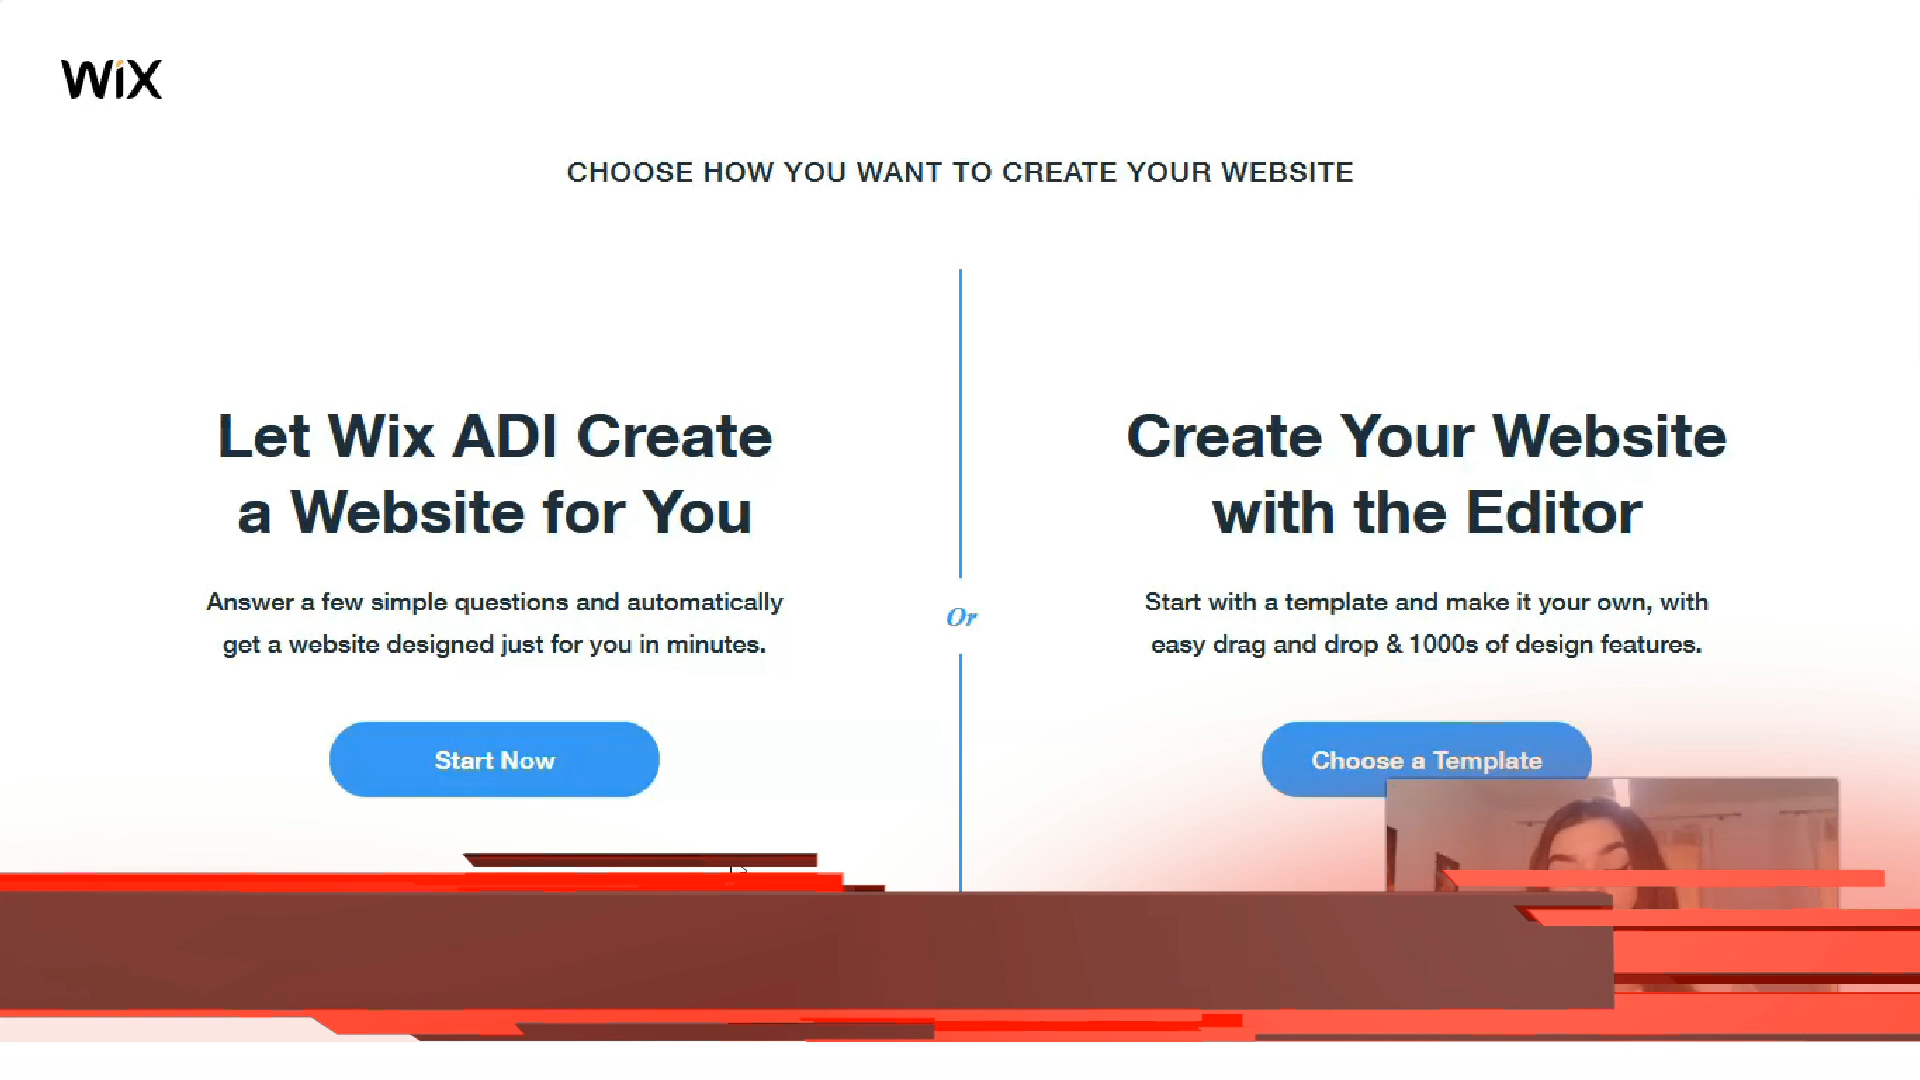 WiX
CHOOSE HOW YOU WANT TO CREATE YOUR WEBSITE
Let Wix ADI Create
a Website for You
Answer a few simple questions and automatically
get a website designed just for you in minutes.
Start Now
Or
Create Your Website
with the Editor
Start with a template and make it your own, with
easy drag and drop & 1000s of design features.
Choose a Template